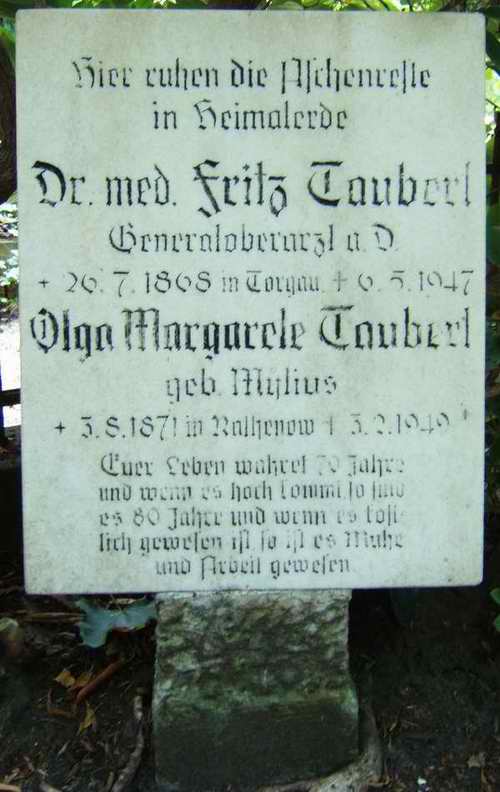 Hier ruhen die Aschenreste
in Heimaterde
Dr. med. Fritz Taubert
Generaloberarzt a. D.
* 26. 7. 1868 in Torgau † 6. 5. 1947
Olga Margarete Taubert
geb. Mylius
* 3. 8. 1871 in Rathenow † 3. 2. 1949
Euer Leben wahret 70 Jahre
und wenn es hoch kommt, so sind
es 80 Jahre und wenn es köst-
lich gewesen ist, so ist es Mühe
und Arbeit gewesen.